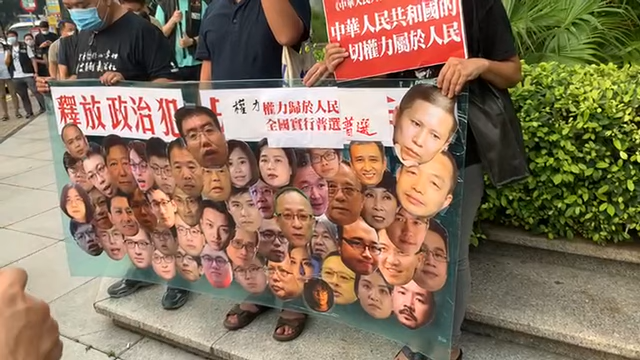 中華人民共和國的
一切權力屬於人民
釋放政治犯
權力 權力歸於人民
全國實行普選 普選